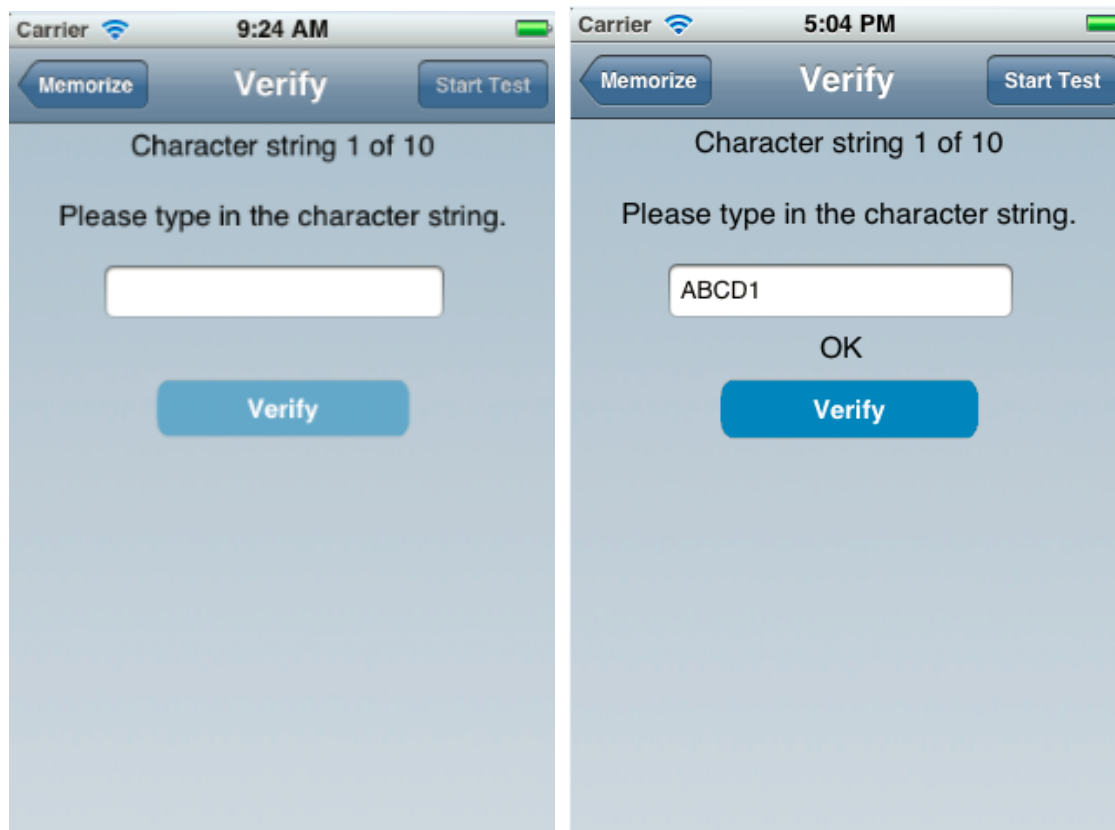 Carrier 9:24 AM
Memorize Verify Start Test
Character string 1 of 10
Please type in the character string.
Verify
Carrier 5:04 PM
Memorize Verify Start Test
Character string 1 of 10
Please type in the character string.
ABCD1
OK
Verify